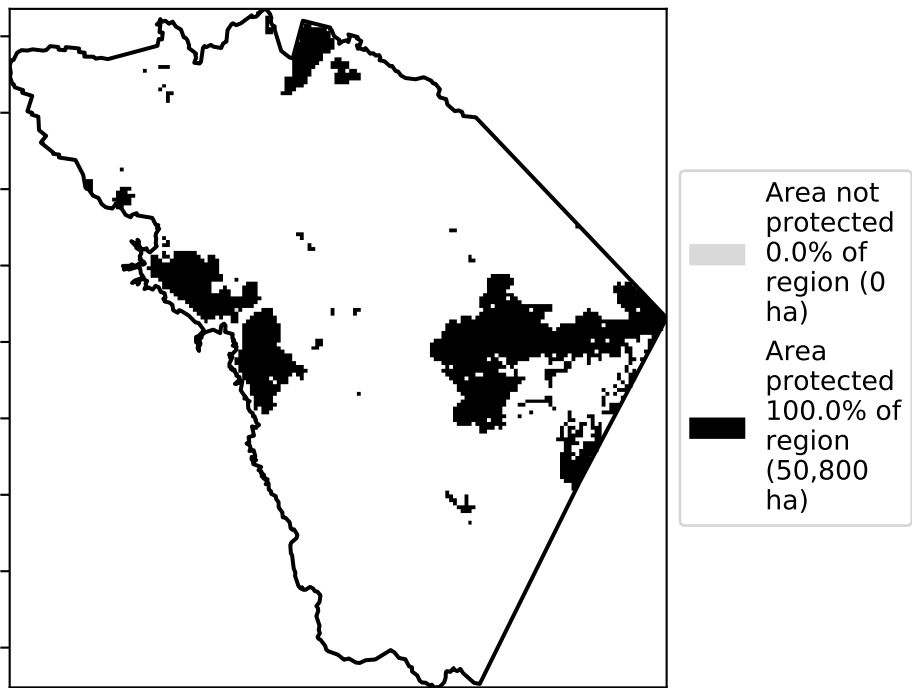 Area not
protected
0.0% of
region (0
ha)
Area
protected
100.0% of
region
(50,800
ha)